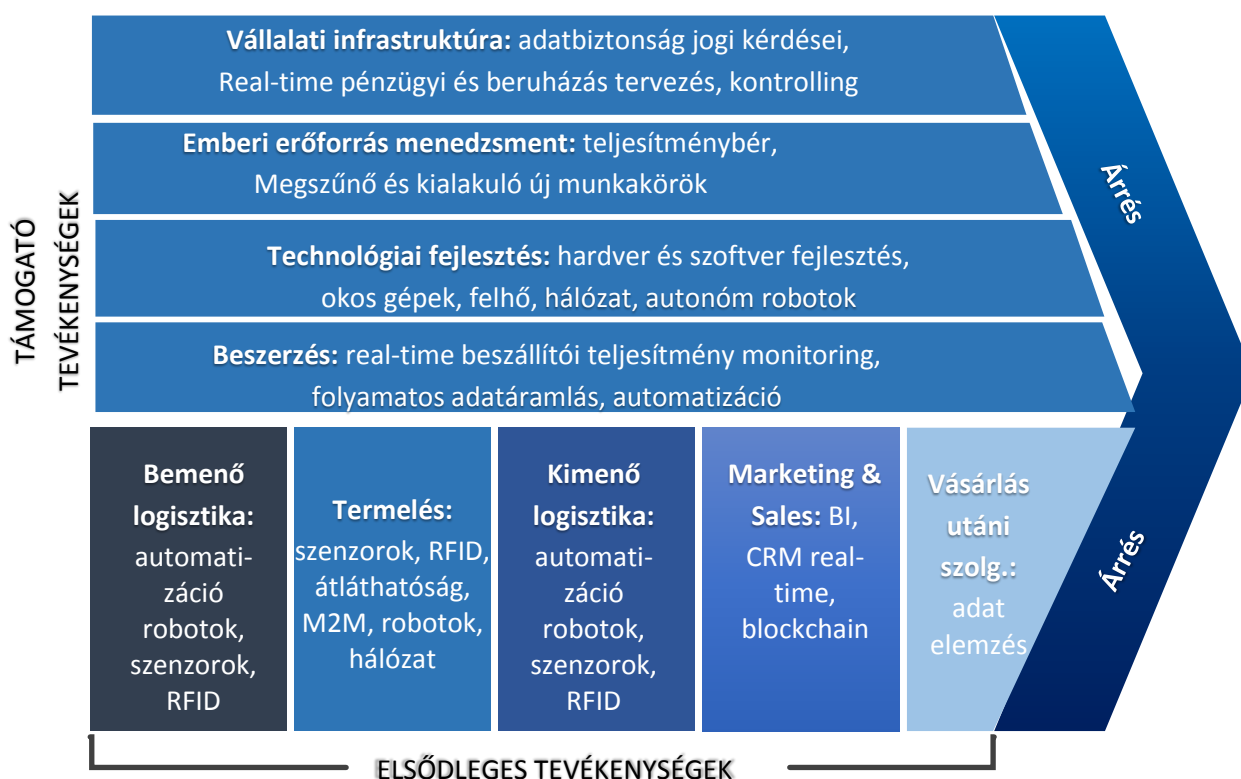 Vállalati infrastruktúra: adatbiztonság jogi kérdései,
Real-time pénzügyi és beruházás tervezés, kontrolling
Emberi erőforrás menedzsment: teljesítménybér,
Megszűnő és kialakuló új munkakörök
Technológiai fejlesztés: hardver és szoftver fejlesztés,
okos gépek, felhő, hálózat, autonóm robotok
Beszerzés: real-time beszállítói teljesítmény monitoring,
folyamatos adatáramlás, automatizáció
TÁMOGATÓ
TEVÉKENYSÉGEK
Árrés
Bemenő
logisztika:
automati-
záció
robotok,
szenzorok,
RFID
Termelés:
szenzorok, RFID,
átláthatóság,
M2M, robotok,
hálózat
Kimenő
logisztika:
automati-
záció
robotok,
szenzorok,
RFID
Marketing &
Sales: BI,
CRM real-
time,
blockchain
Vásárlás
utáni
szolg.:
adat
elemzés
Árrés
ELSŐDLEGES TEVÉKENYSÉGEK